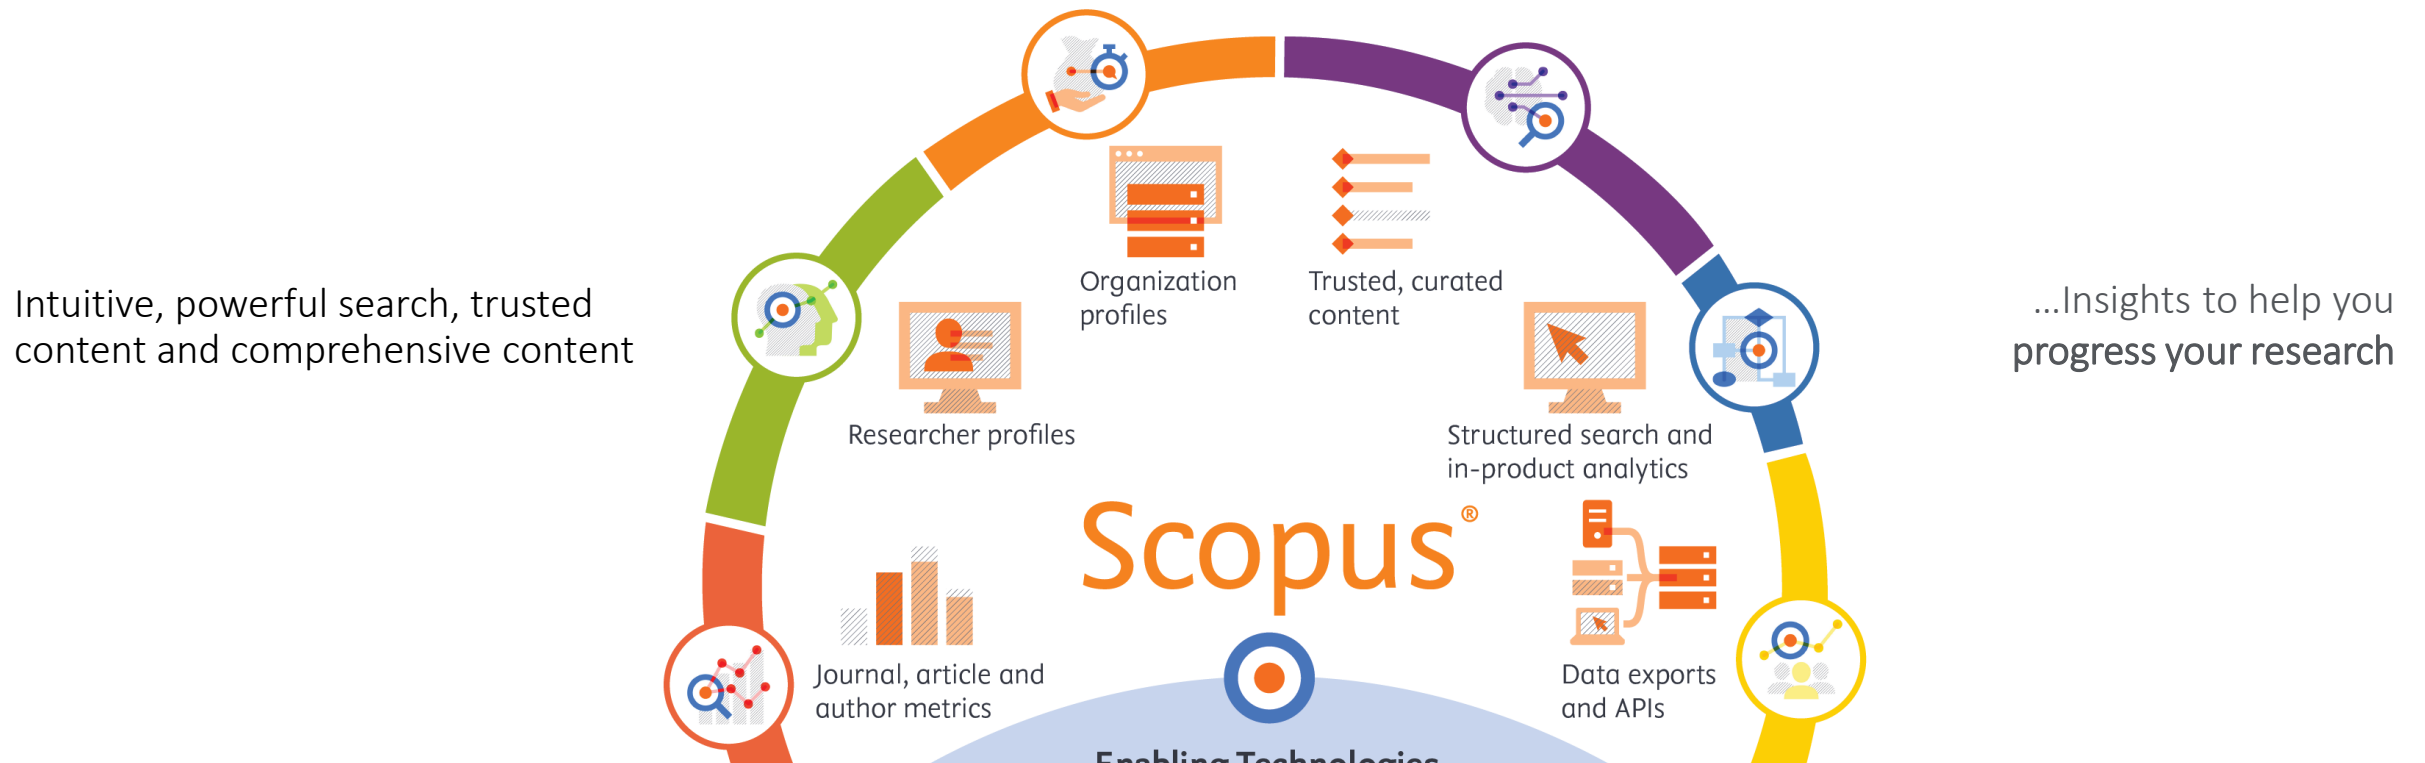 Intuitive, powerful search, trusted
content and comprehensive content
Organization
profiles
Trusted, curated
content
...Insights to help you
progress your research
Researcher profiles
Structured search and
in-product analytics
Scopus®
Journal, article and
author metrics
Data exports
and APIs
Enabling Technologies